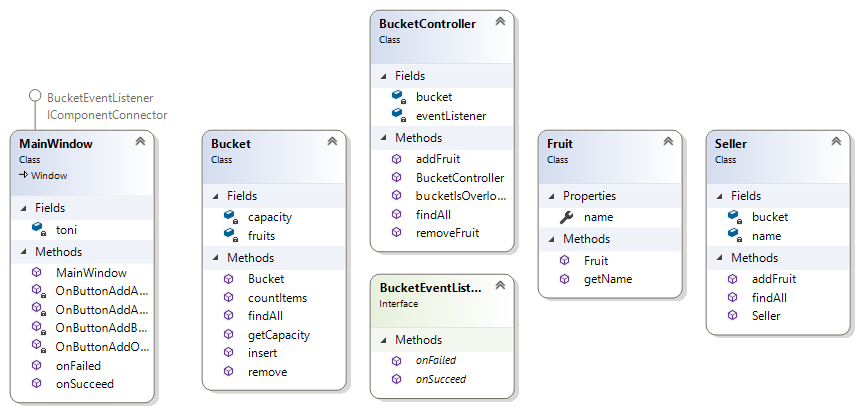 BucketEventListener
IComponentConnector
MainWindow
Class
Window
Fields
toni
Methods
MainWindow
OnButtonAddA...
OnButtonAddA...
OnButtonAddB...
OnButtonAddO...
onFailed
onSucceed
Bucket
Class
Fields
capacity
fruits
Methods
Bucket
countItems
findAll
getCapacity
insert
remove
BucketController
Class
Fields
bucket
eventListener
Methods
addFruit
BucketController
bucketIsOverlo...
findAll
removeFruit
BucketEventList...
Interface
Methods
onFailed
onSucceed
Fruit
Class
Properties
name
Methods
Fruit
getName
Seller
Class
Fields
bucket
name
Methods
addFruit
findAll
Seller